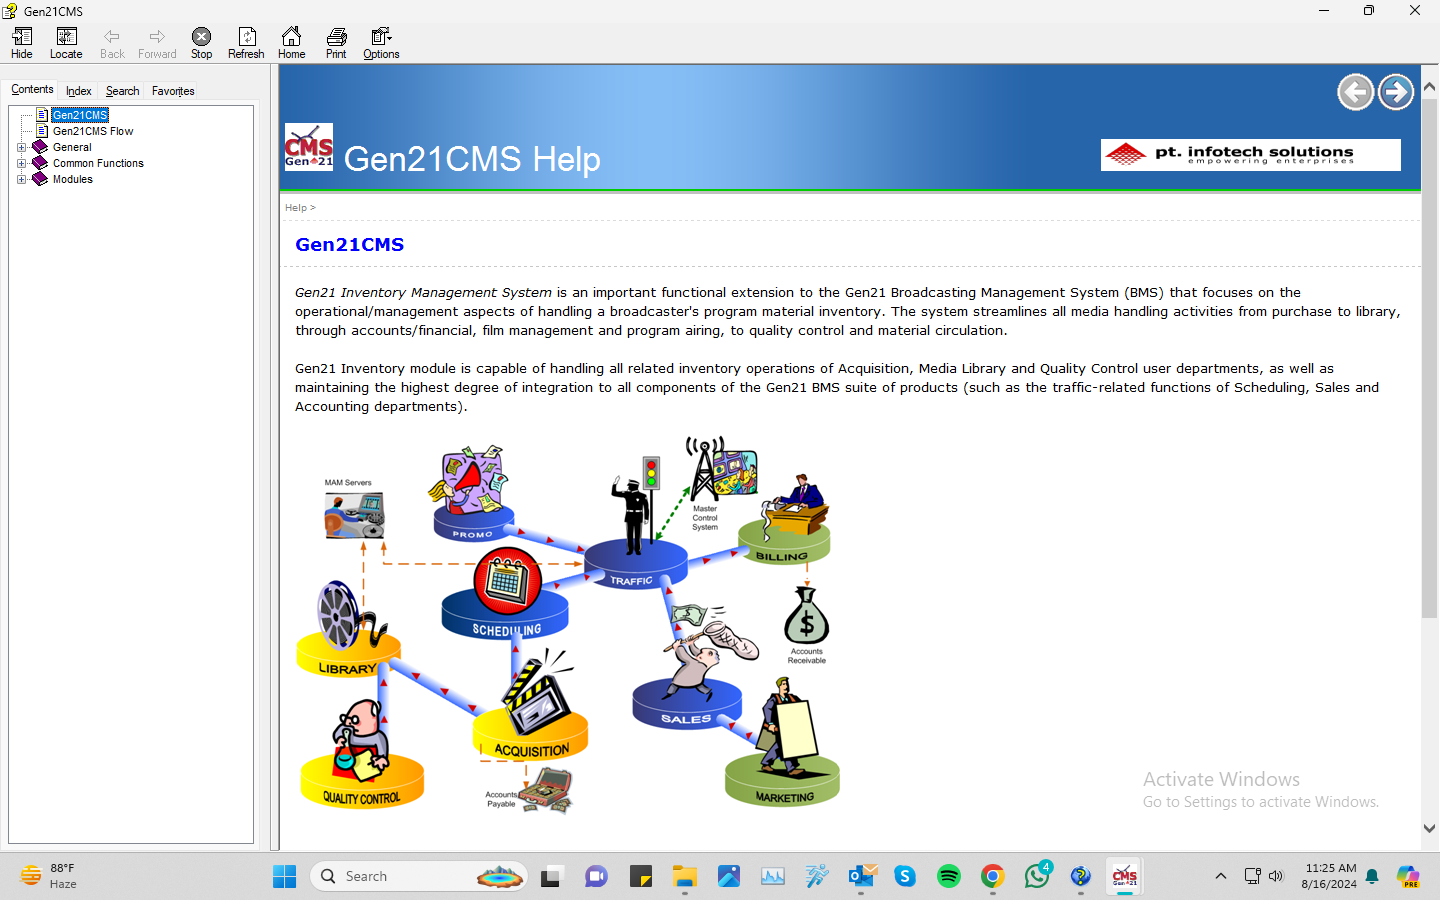 Gen21CMS
Hide
Locate
Back
Forward
Stop
Refresh
Home
Print
Options
Contents
Index
Search
Favorites
Gen21CMS
Gen21CMS Flow
General
Common Functions
Modules
CMS
Gen 21
Gen21CMS Help
pt. infotech solutions
empowering enterprises
Help >
Gen21CMS
Gen21 Inventory Management System is an important functional extension to the Gen21 Broadcasting Management System (BMS) that focuses on the
operational/management aspects of handling a broadcaster's program material inventory. The system streamlines all media handling activities from purchase to library,
through accounts/financial, film management and program airing, to quality control and material circulation.
Gen21 Inventory module is capable of handling all related inventory operations of Acquisition, Media Library and Quality Control user departments, as well as
maintaining the highest degree of integration to all components of the Gen21 BMS suite of products (such as the traffic-related functions of Scheduling, Sales and
Accounting departments).
MAM Servers
PROMO
Master
Control
System
BILLING
TRAFFIC
SCHEDULING
LIBRARY
$
Accounts
Receivable
SALES
ACQUISITION
Accounts
Payable
QUALITY CONTROL
MARKETING
Activate Windows
Go to Settings to activate Windows.
88°F
Haze
Search
4
CMS
Gen 21
11:25 AM
8/16/2024
PRE